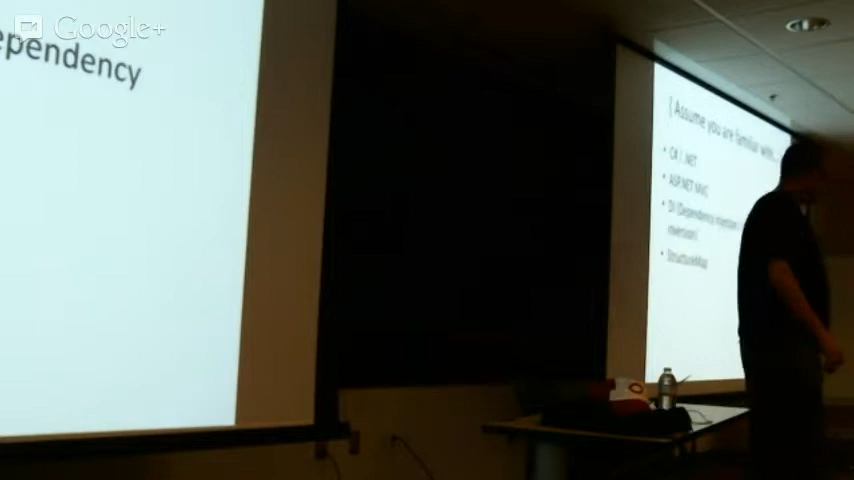 Google+
ependency
I Assume you are familiar with...
• C# / .NET
• ASP.NET MVC
• DI (Dependency Injection /
Inversion)
• StructureMap